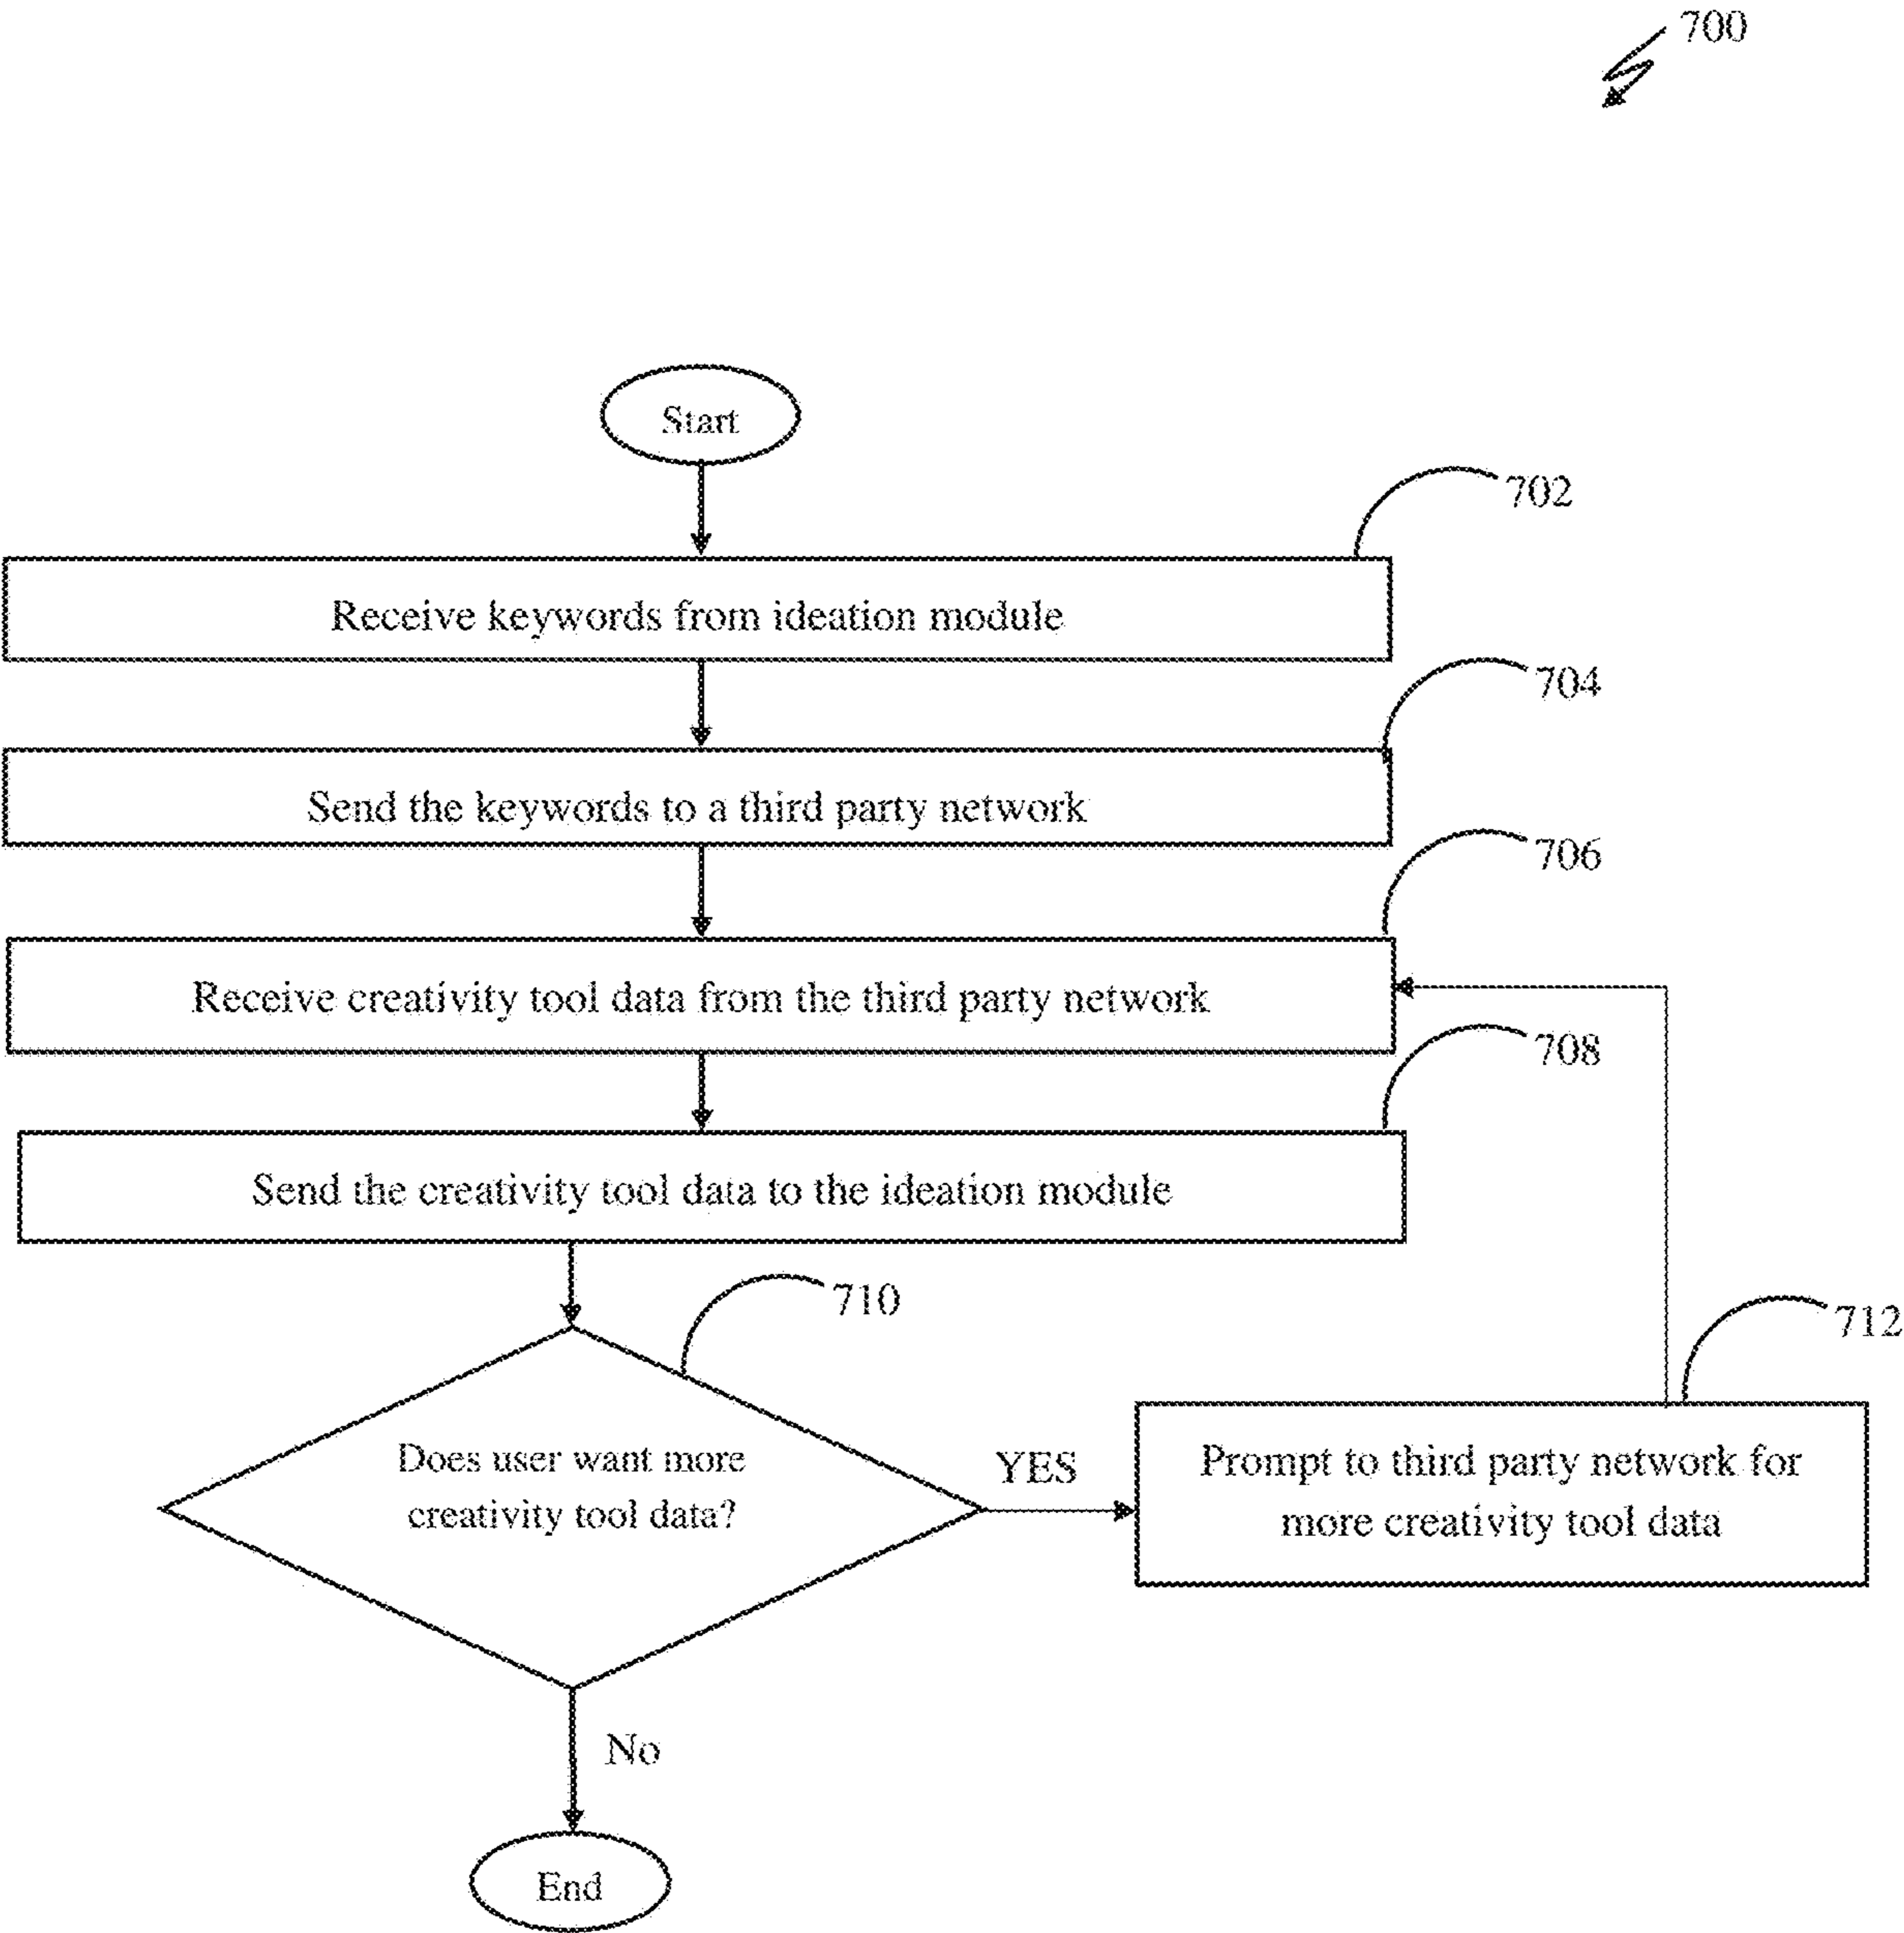 700
Start
702
Receive keywords from ideation module
704
Send the keywords to a third party network
706
Receive creativity tool data from the third party network
708
Send the creativity tool data to the ideation module
710
712
Does user want more
creativity tool data?
YES
Prompt to third party network for
more creativity tool data
No
End